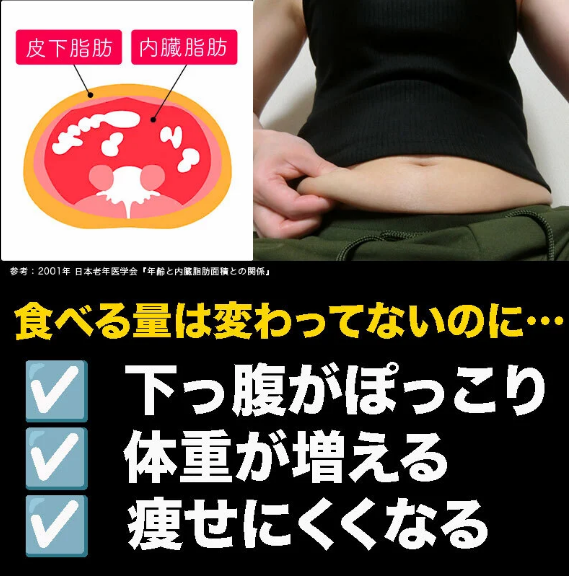 皮下脂肪
内臓脂肪
参考：2001年 日本老年医学会『年齢と内臓脂肪面積との関係』
食べる量は変わってないのに…
下っ腹がぽっこり
体重が増える
痩せにくくなる